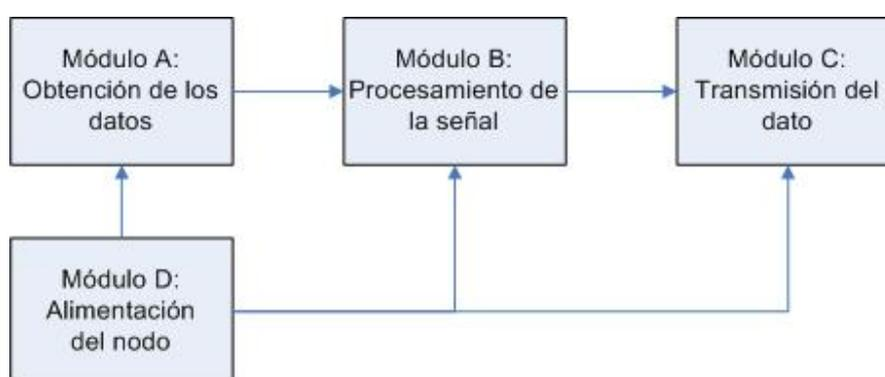 Módulo A:
Obtención de los
datos
Módulo B:
Procesamiento de
la señal
Módulo C:
Transmisión del
dato
Módulo D:
Alimentación
del nodo